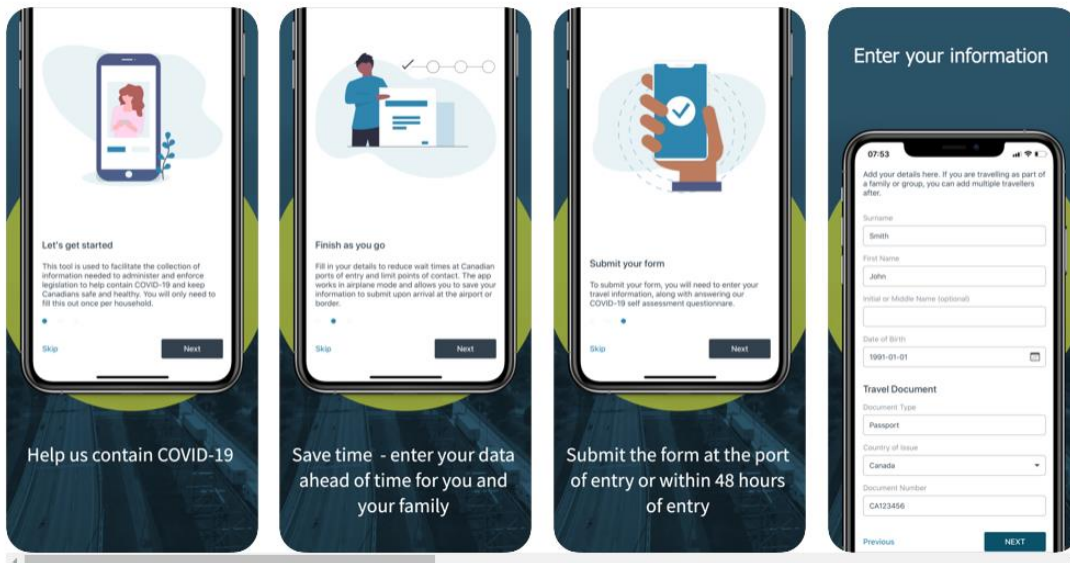 Let's get started
This tool is used to facilitate the collection of
information needed to administer and enforce
legislation to help contain COVID-19 and keep
Canadians safe and healthy. You will only need to
fill this out once per household.
Skip
Next
Help us contain COVID-19
Finish as you go
Fill in your details to reduce wait times at Canadian
ports of entry and limit points of contact. The app
works in airplane mode and allows you to save your
information to submit upon arrival at the airport or
border.
Skip
Next
Save time - enter your data
ahead of time for you and
your family
Submit your form
To submit your form, you will need to enter your
travel information, along with answering our
COVID-19 self assessment questionnare.
Skip
Next
Submit the form at the port
of entry or within 48 hours
of entry
Enter your information
07:53
Add your details here. If you are travelling as part of
a family or group, you can add multiple travellers
after.
Surname
Smith
First Name
John
Initial or Middle Name (optional)
Date of Birth
1991-01-01
Travel Document
Document Type
Passport
Country of Issue
Canada
Document Number
CA123456
Previous
NEXT